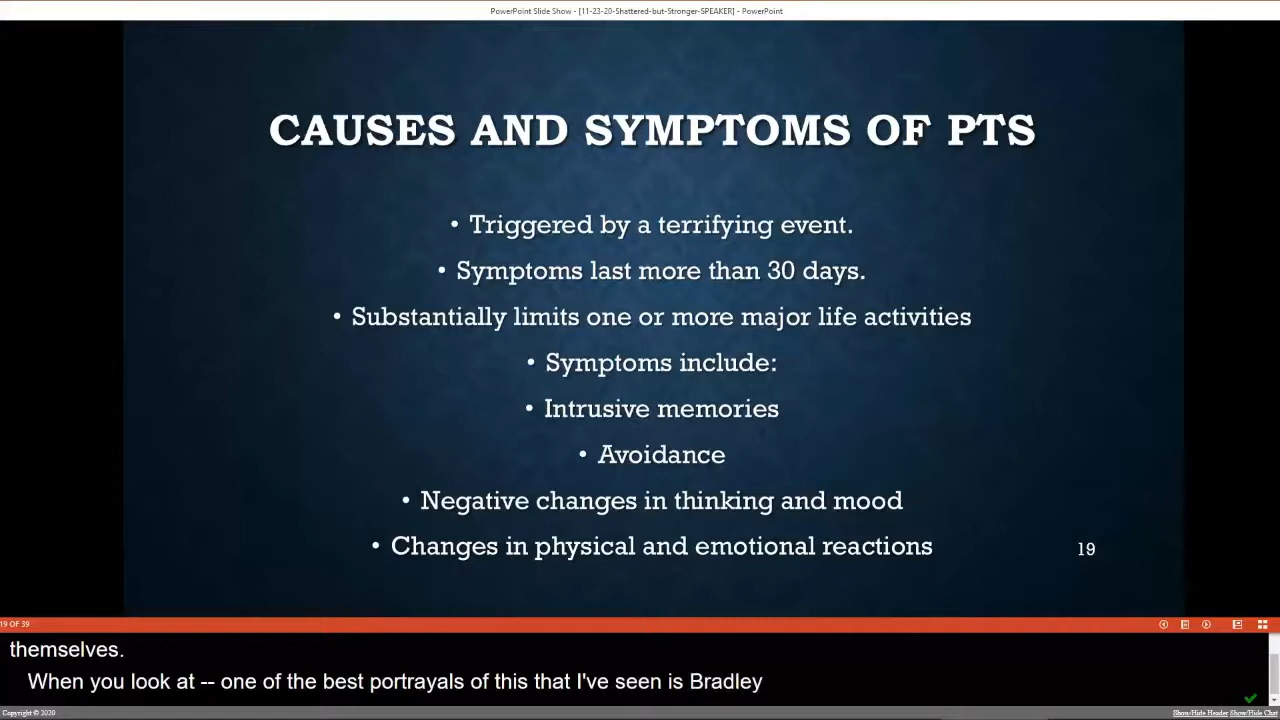 PowerPoint Slide Show - [11-23-20-Shattered-but-Stronger-SPEAKER] - PowerPoint
CAUSES AND SYMPTOMS OF PTS
• Triggered by a terrifying event.
• Symptoms last more than 30 days.
• Substantially limits one or more major life activities
• Symptoms include:
• Intrusive memories
• Avoidance
• Negative changes in thinking and mood
• Changes in physical and emotional reactions
19
19 OF 39
themselves.
When you look at -- one of the best portrayals of this that I've seen is Bradley
Copyright © 2020
Show/Hide Header Show/Hide Chat